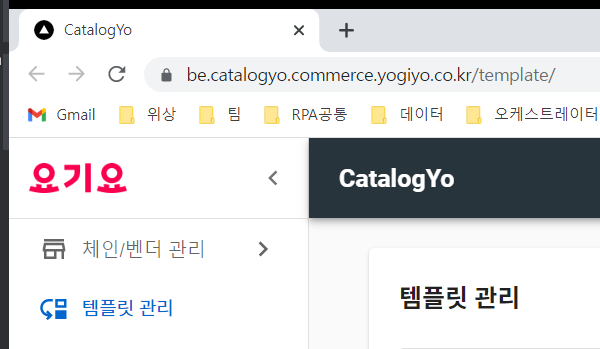 CatalogYo
be.catalogyo.commerce.yogiyo.co.kr/template/
Gmail 위상 팀 RPA공통 데이터 오케스트레이터
요기요
CatalogYo
체인/벤더 관리
템플릿 관리
템플릿 관리